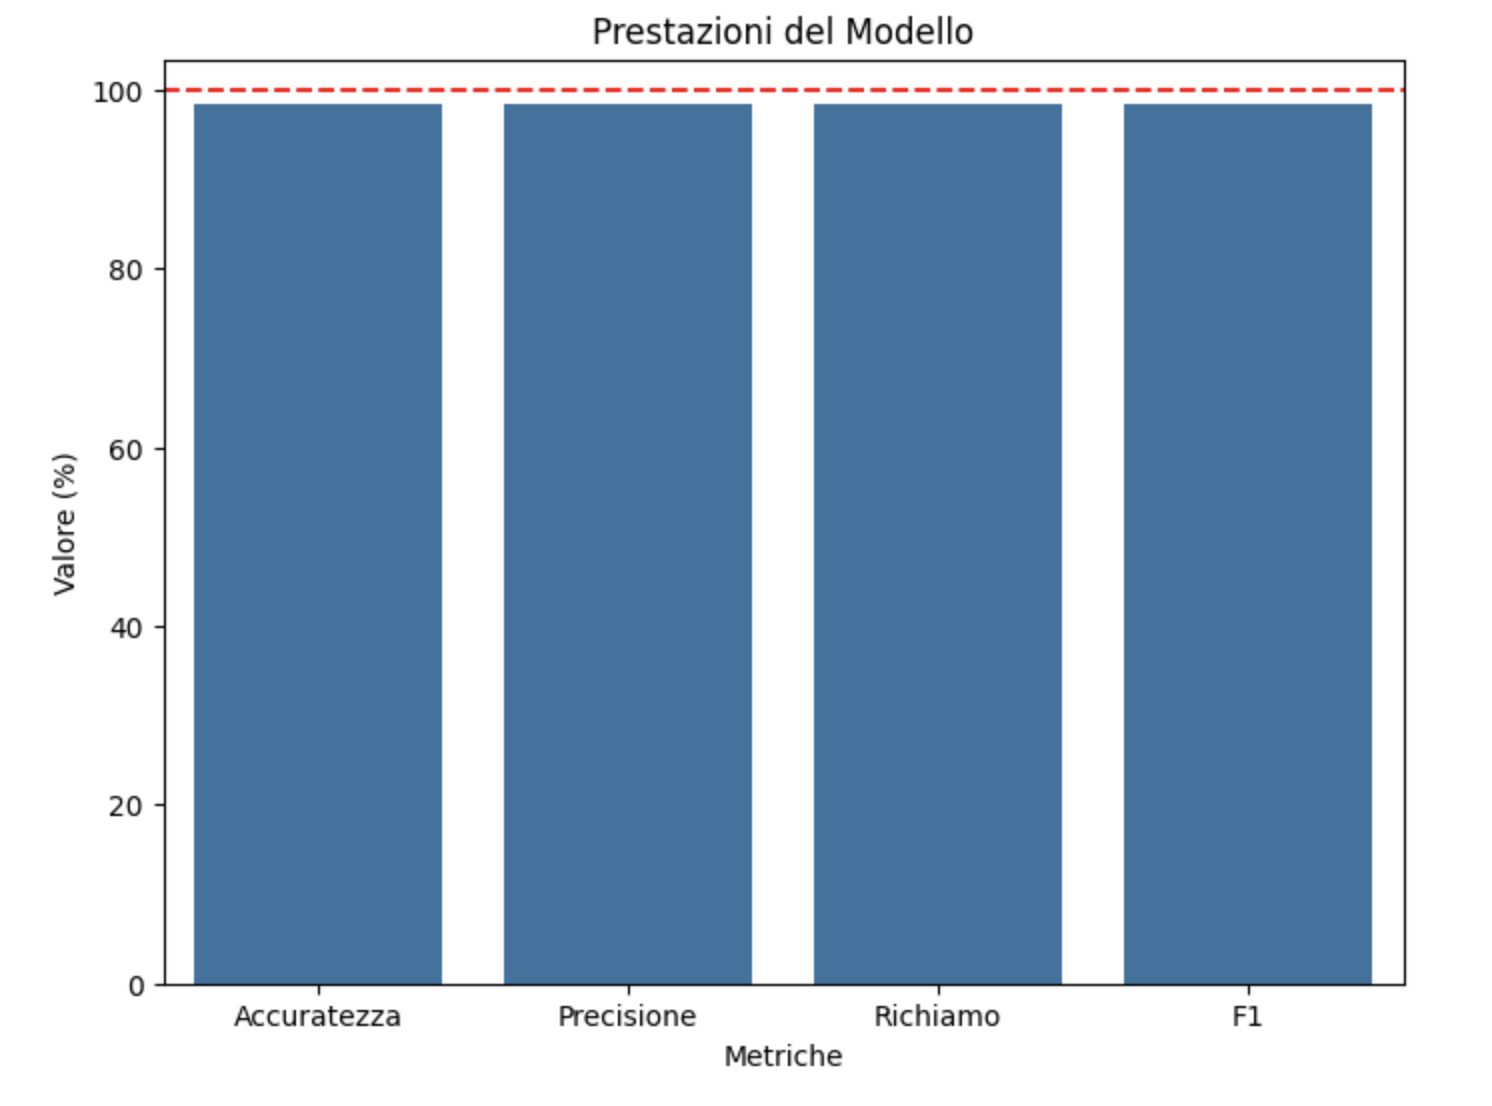 Prestazioni del Modello
100
80
60
40
20
0
Valore (%)
Accuratezza Precisione Richiamo F1
Metriche